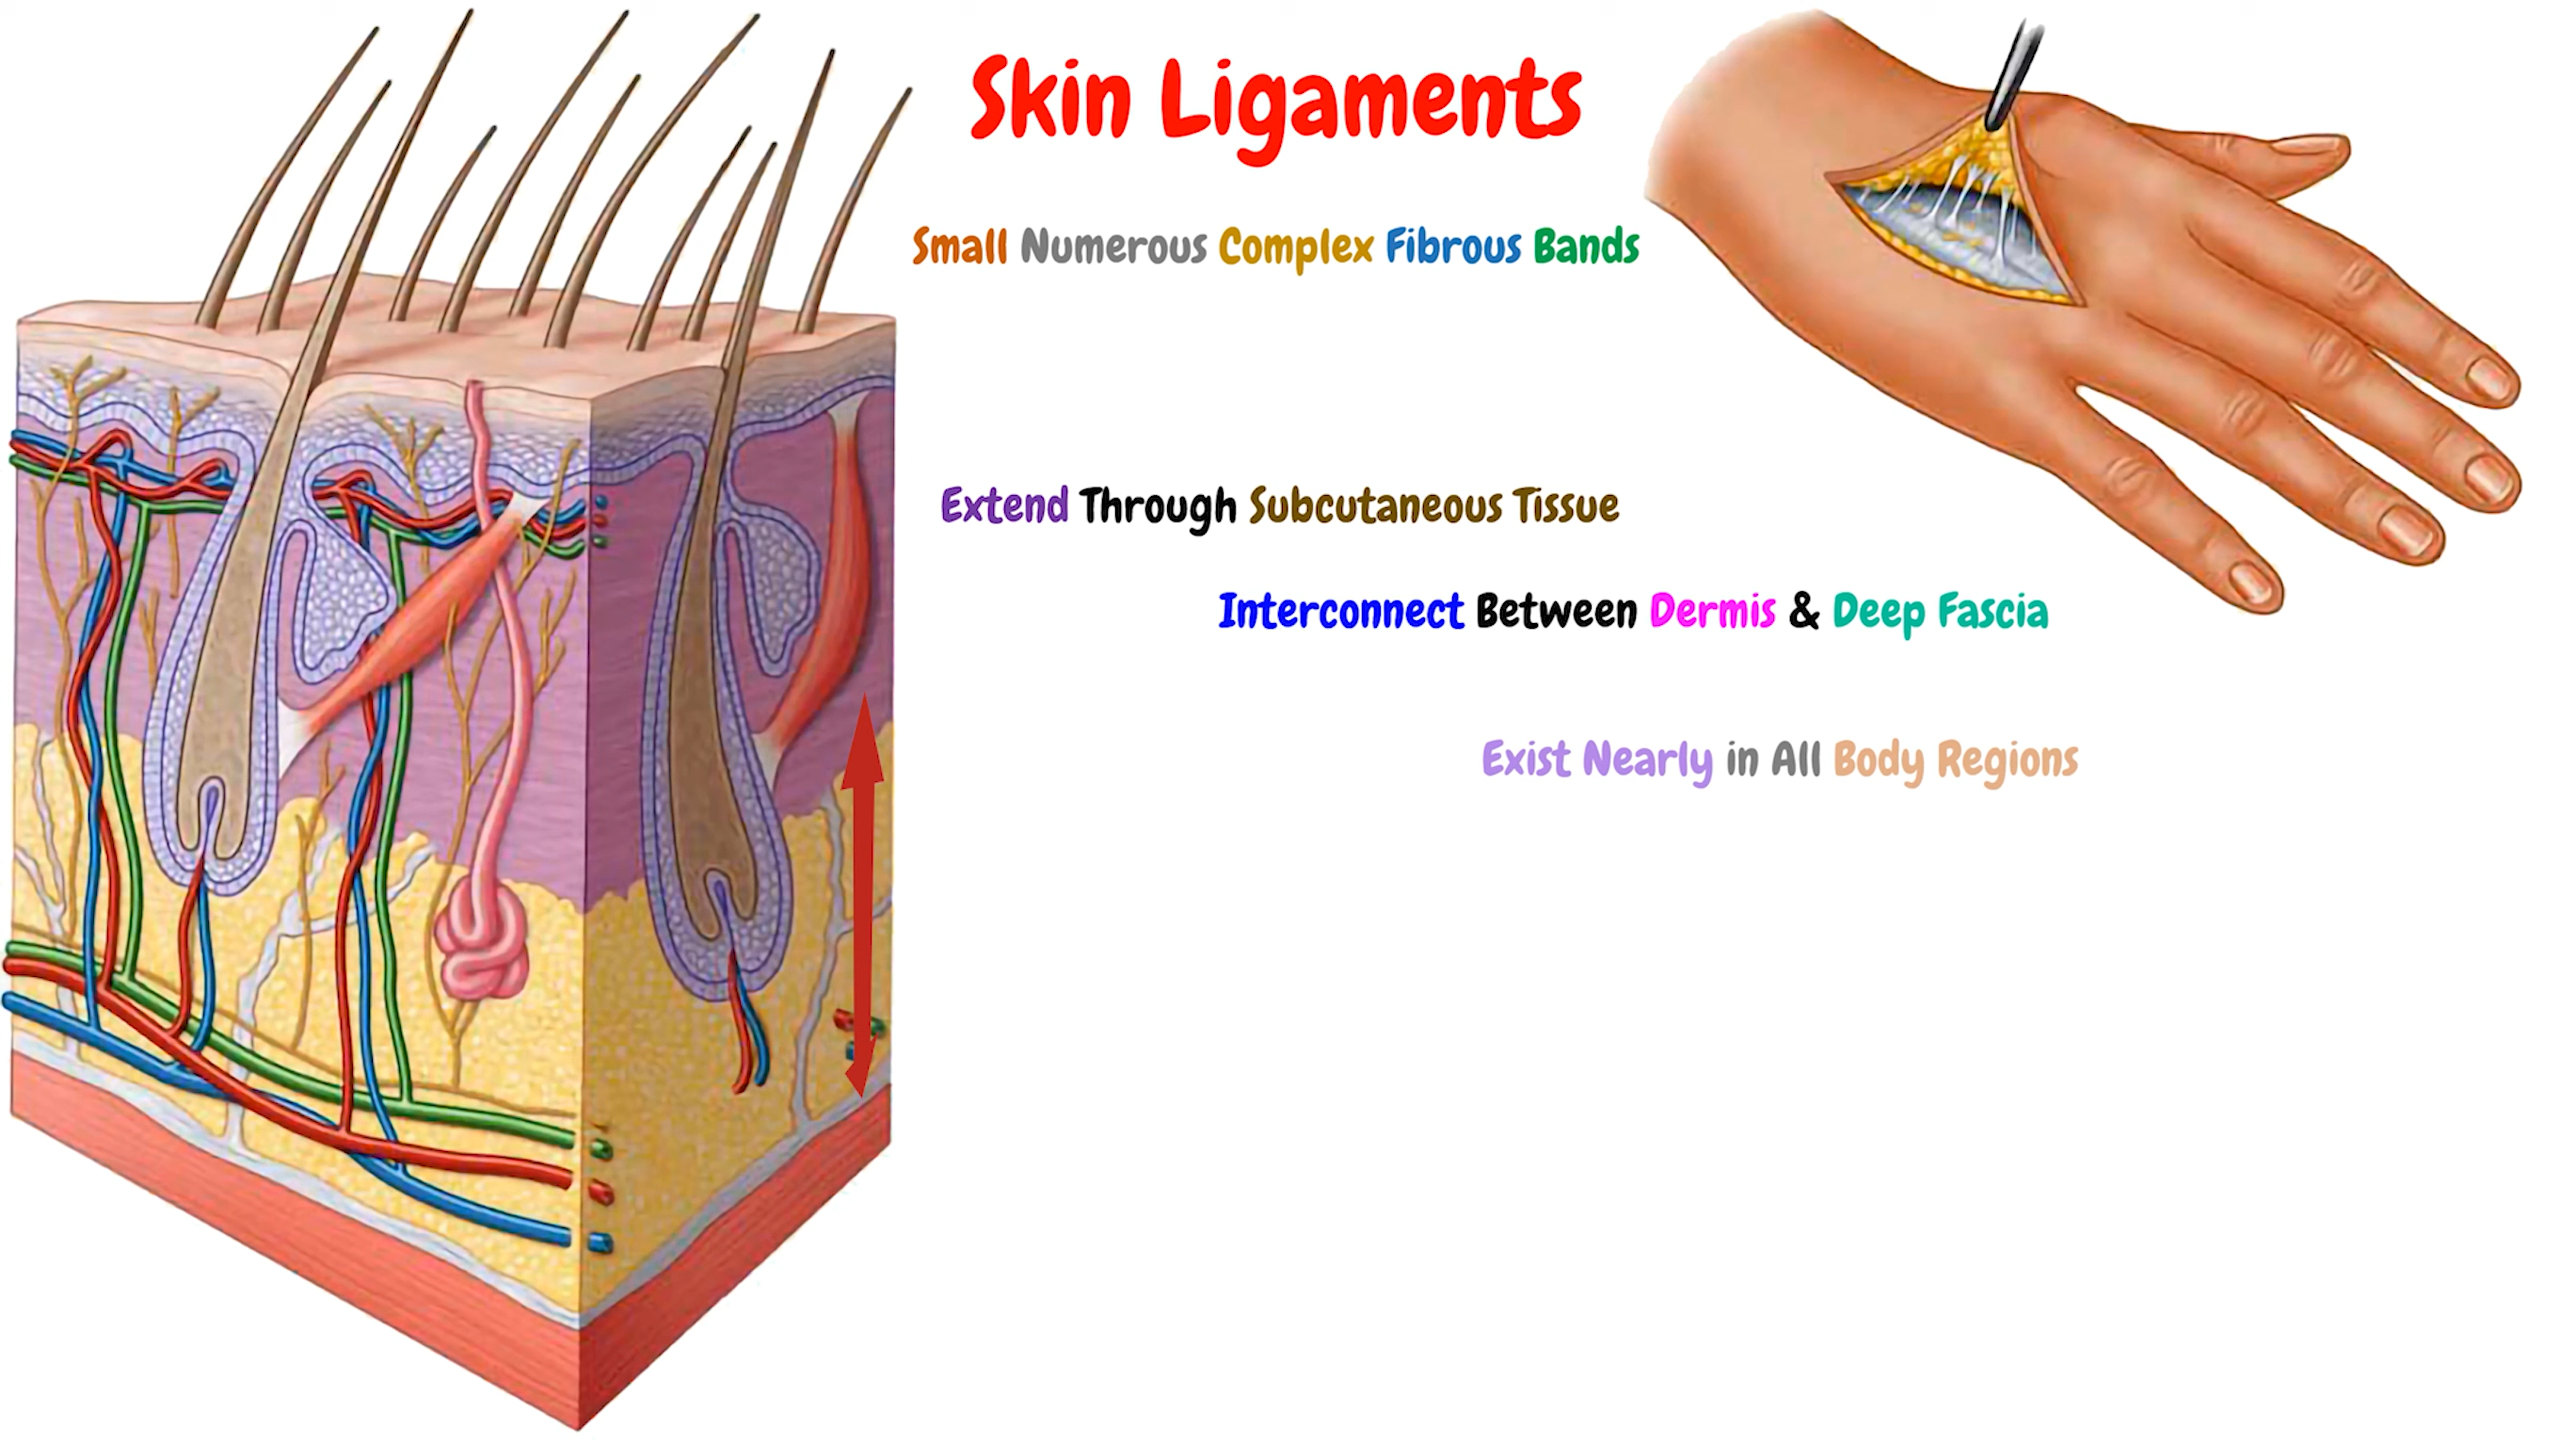 Skin Ligaments
Small Numerous Complex Fibrous Bands
Extend Through Subcutaneous Tissue
Interconnect Between Dermis & Deep Fascia
Exist Nearly in All Body Regions